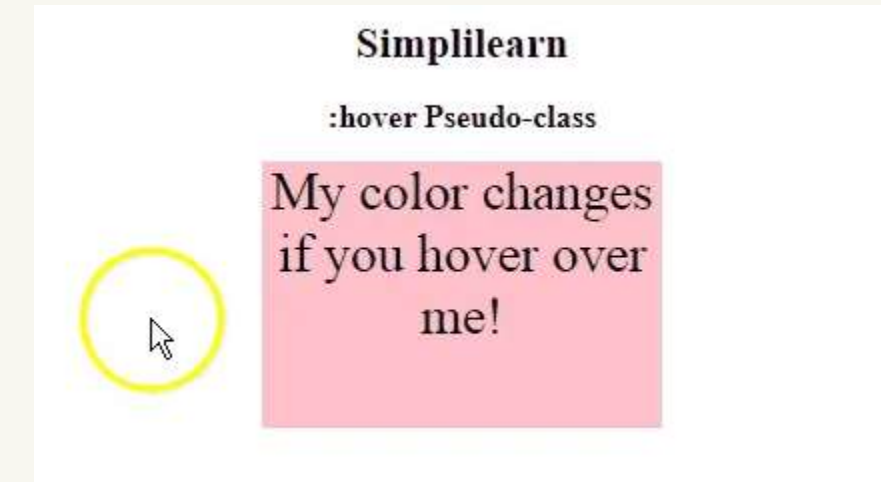 Simplilearn
:hover Pseudo-class
My color changes
if you hover over
me!